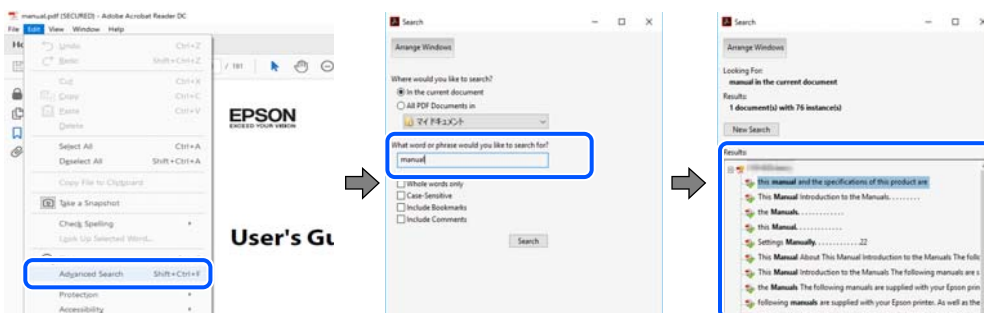 manual.pdf (SECURED) - Adobe Acrobat Reader DC
File Edit View Window Help
Undo Ctrl+Z
Redo Shift+Ctrl+Z
Cut Ctrl+X
Copy Ctrl+C
Paste Ctrl+V
Delete
Select All Ctrl+A
Deselect All Shift+Ctrl+A
Copy File to Clipboard
Take a Snapshot
Check Spelling
Look Up Selected Word...
Advanced Search Shift+Ctrl+F
Protection
Accessibility
/ 191
EPSON
EXCEED YOUR VISION
User's Gu
Search
Arrange Windows
Where would you like to search?
In the current document
All PDF Documents in
マイ ドキュメント
What word or phrase would you like to search for?
manual
Whole words only
Case-Sensitive
Include Bookmarks
Include Comments
Search
Search
Arrange Windows
Looking For:
manual in the current document
Results:
1 document(s) with 76 instance(s)
New Search
Results:
this manual and the specifications of this product are
This Manual Introduction to the Manuals.........
the Manuals.............
this Manual.............
Settings Manually.............22
This Manual About This Manual Introduction to the Manuals The follo
This Manual Introduction to the Manuals The following manuals are s
the Manuals The following manuals are supplied with your Epson prin
following manuals are supplied with your Epson printer. As well as the